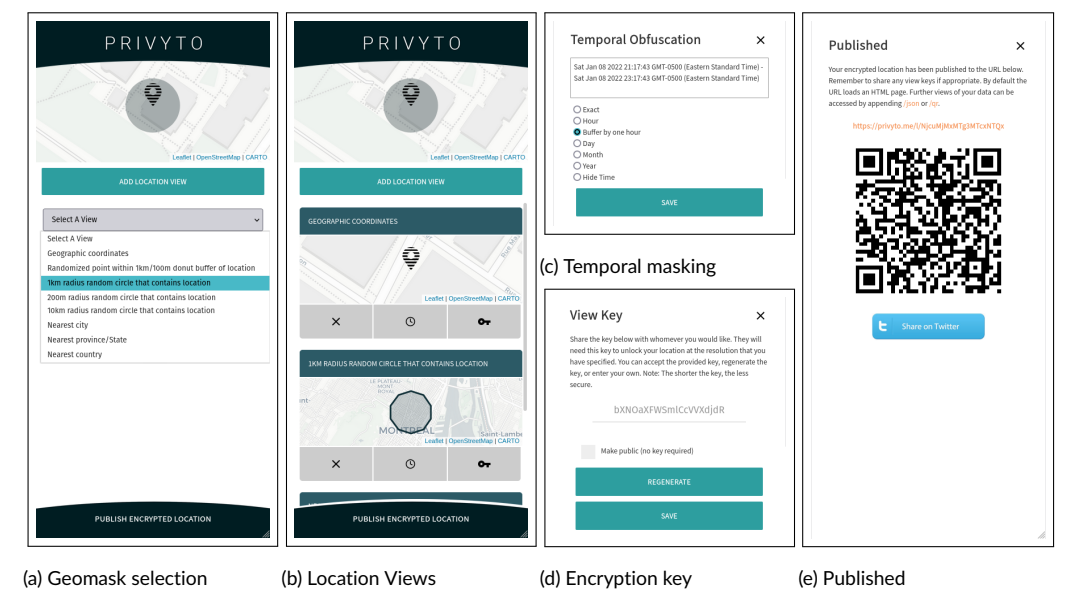 PRIVYTO
Leaflet | OpenStreetMap | CARTO
ADD LOCATION VIEW
Select A View
Select A View
Geographic coordinates
Randomized point within 1km/100m donut buffer of location
1km radius random circle that contains location
200m radius random circle that contains location
10km radius random circle that contains location
Nearest city
Nearest province/State
Nearest country
PUBLISH ENCRYPTED LOCATION
(a) Geomask selection
PRIVYTO
Leaflet | OpenStreetMap | CARTO
ADD LOCATION VIEW
GEOGRAPHIC COORDINATES
Rue Ma
Leaflet | OpenStreetMap | CARTO
1KM RADIUS RANDOM CIRCLE THAT CONTAINS LOCATION
LE PLATEAU
MONT
ROYAL
int-
MONTREAL
Saint-Lambe
Leaflet | OpenStreetMap | CARTO
PUBLISH ENCRYPTED LOCATION
(b) Location Views
Temporal Obfuscation
Sat Jan 08 2022 21:17:43 GMT-0500 (Eastern Standard Time) -
Sat Jan 08 2022 23:17:43 GMT-0500 (Eastern Standard Time)
Exact
Hour
Buffer by one hour
Day
Month
Year
Hide Time
SAVE
(c) Temporal masking
View Key
Share the key below with whomever you would like. They will
need this key to unlock your location at the resolution that you
have specified. You can accept the provided key, regenerate the
key, or enter your own. Note: The shorter the key, the less
secure.
bXNOaXFWSmlCcVVXdjdR
Make public (no key required)
REGENERATE
SAVE
(d) Encryption key
Published
Your encrypted location has been published to the URL below.
Remember to share any view keys if appropriate. By default the
URL loads an HTML page. Further views of your data can be
accessed by appending /json or /qr.
https://privyto.me/l/NjcuMjMxMTg3MTcxNTQx
Share on Twitter
(e) Published